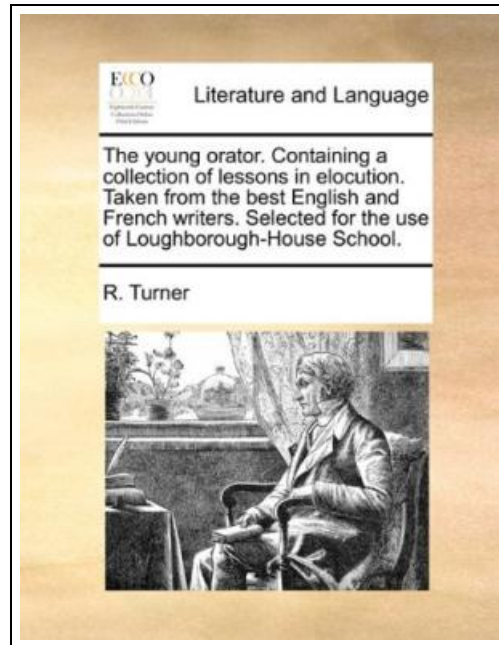 ECCO
Literature and Language
The young orator. Containing a
collection of lessons in elocution.
Taken from the best English and
French writers. Selected for the use
of Loughborough-House School.
R. Turner